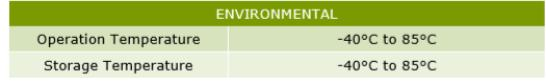 ENVIRONMENTAL
Operation Temperature -40°C to 85°C
Storage Temperature -40°C to 85°C